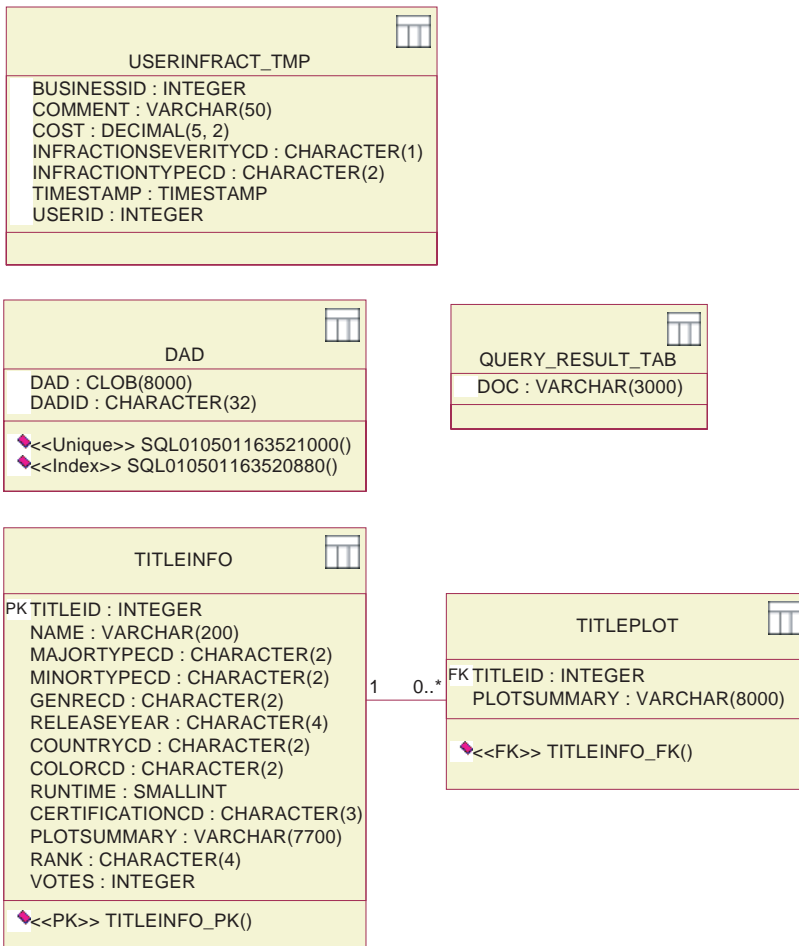 USERINFRACT_TMP
BUSINESSID : INTEGER
COMMENT : VARCHAR(50)
COST : DECIMAL(5, 2)
INFRACTIONSEVERITYCD : CHARACTER(1)
INFRACTIONTYPECD : CHARACTER(2)
TIMESTAMP : TIMESTAMP
USERID : INTEGER
DAD
DAD : CLOB(8000)
DADID : CHARACTER(32)
<<Unique>> SQL010501163521000()
<<Index>> SQL010501163520880()
QUERY_RESULT_TAB
DOC : VARCHAR(3000)
TITLEINFO
PK TITLEID : INTEGER
NAME : VARCHAR(200)
MAJORTYPECD : CHARACTER(2)
MINORTYPECD : CHARACTER(2)
GENRECD : CHARACTER(2)
RELEASEYEAR : CHARACTER(4)
COUNTRYCD : CHARACTER(2)
COLORCD : CHARACTER(2)
RUNTIME : SMALLINT
CERTIFICATIONCD : CHARACTER(3)
PLOTSUMMARY : VARCHAR(7700)
RANK : CHARACTER(4)
VOTES : INTEGER
<<PK>> TITLEINFO_PK()
1 0..*
TITLEPLOT
FK TITLEID : INTEGER
PLOTSUMMARY : VARCHAR(8000)
<<FK>> TITLEINFO_FK()